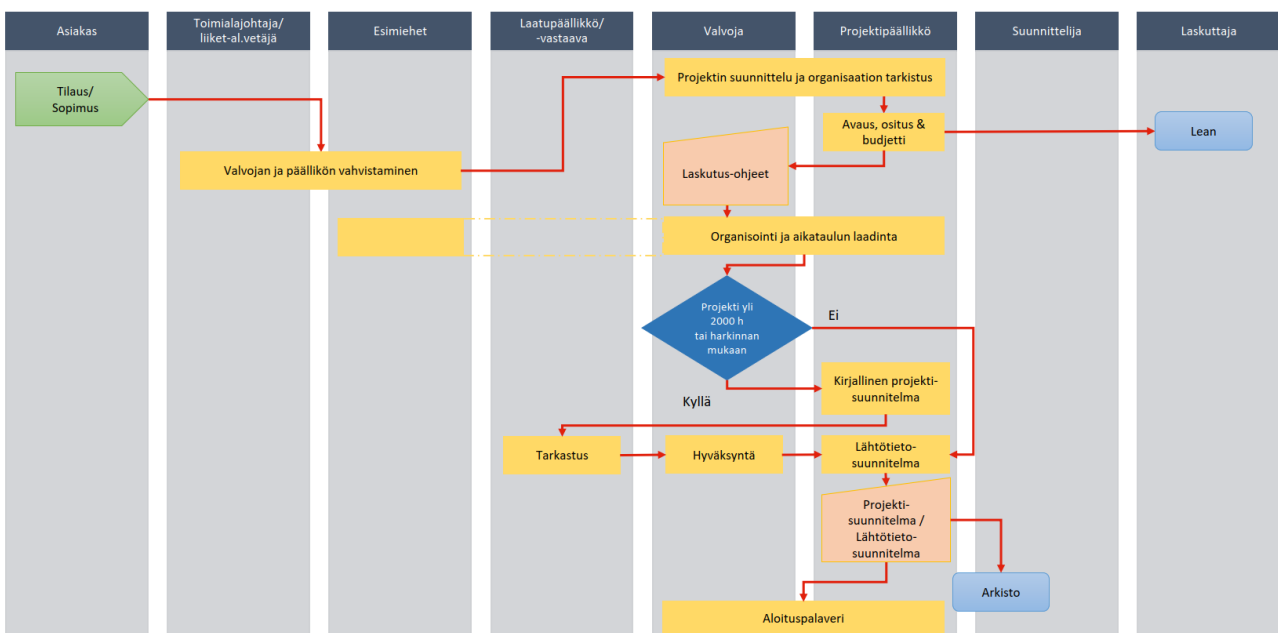 Asiakas
Toimialajohtaja/
liiket-al.vetäjä
Esimiehet
Laatupäällikkö/
-vastaava
Valvoja
Projektipäällikkö
Suunnittelija
Laskuttaja
Tilaus/
Sopimus
Projektin suunnittelu ja organisaation tarkistus
Avaus, ositus &
budjetti
Lean
Valvojan ja päällikön vahvistaminen
Laskutus-ohjeet
Organisointi ja aikataulun laadinta
Projekti yli
2000 h
tai harkinnan
mukaan
Ei
Kyllä
Kirjallinen projekti-
suunnitelma
Tarkastus
Hyväksyntä
Lähtötieto-
suunnitelma
Projekti-
suunnitelma /
Lähtötieto-
suunnitelma
Arkisto
Aloituspalaveri